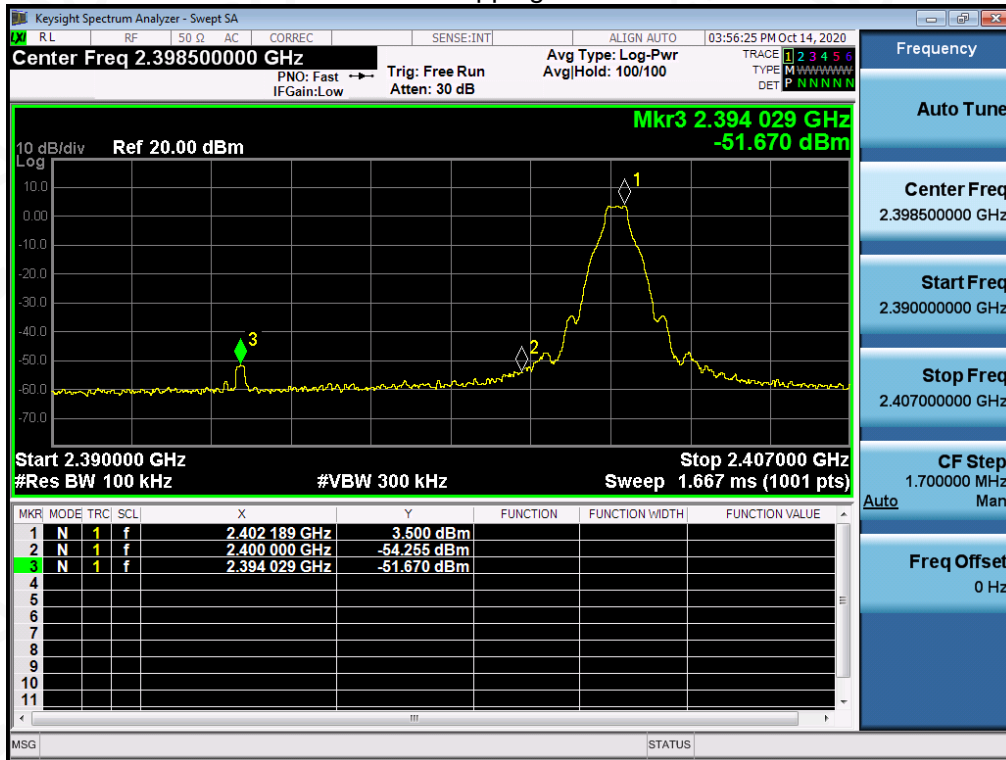 Keysight Spectrum Analyzer - Swept SA
LXI RL RF 50 Ω AC CORREC SENSE:INT ALIGN AUTO 03:56:25 PM Oct 14, 2020
Center Freq 2.398500000 GHz
PNO: Fast
IFGain:Low
Trig: Free Run
Atten: 30 dB
Avg Type: Log-Pwr
Avg|Hold: 100/100
TRACE 1 2 3 4 5 6
TYPE M WWWWW
DET P N N N N N
Mkr3 2.394 029 GHz
-51.670 dBm
10 dB/div Ref 20.00 dBm
Log
10.0
0.00
-10.0
-20.0
-30.0
-40.0
-50.0
-60.0
-70.0
1
2
3
Start 2.390000 GHz Stop 2.407000 GHz
#Res BW 100 kHz #VBW 300 kHz Sweep 1.667 ms (1001 pts)
MKR MODE TRC SCL X Y FUNCTION FUNCTION WIDTH FUNCTION VALUE
1 N 1 f 2.402 189 GHz 3.500 dBm
2 N 1 f 2.400 000 GHz -54.255 dBm
3 N 1 f 2.394 029 GHz -51.670 dBm
4
5
6
7
8
9
10
11
MSG STATUS
Frequency
Auto Tune
Center Freq
2.398500000 GHz
Start Freq
2.390000000 GHz
Stop Freq
2.407000000 GHz
CF Step
1.700000 MHz
Auto Man
Freq Offset
0 Hz